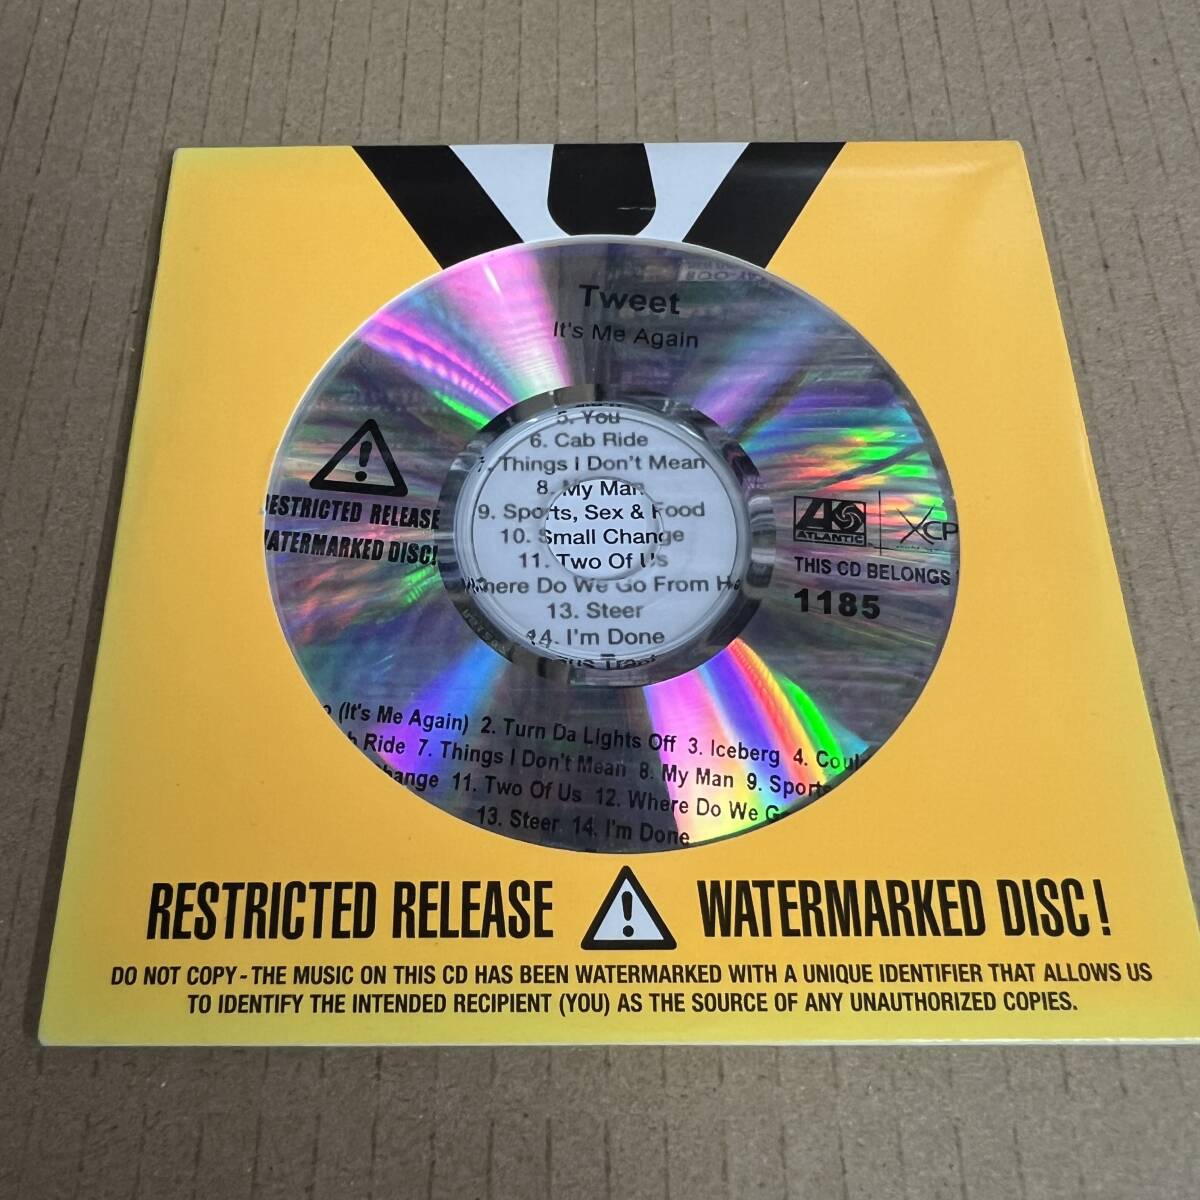 Tweet
It's Me Again
5. You
6. Cab Ride
7. Things I Don't Mean
8. My Man
9. Sports, Sex & Food
10. Small Change
11. Two Of Us
Where Do We Go From He
13. Steer
14. I'm Done
RESTRICTED RELEASE
WATERMARKED DISC!
ATLANTIC
XCP
THIS CD BELONGS
1185
(It's Me Again) 2. Turn Da Lights Off 3. Iceberg 4. Coul
b Ride 7. Things I Don't Mean 8. My Man 9. Sports
hange 11. Two Of Us 12. Where Do We Go
13. Steer 14. I'm Done
RESTRICTED RELEASE ! WATERMARKED DISC!
DO NOT COPY - THE MUSIC ON THIS CD HAS BEEN WATERMARKED WITH A UNIQUE IDENTIFIER THAT ALLOWS US
TO IDENTIFY THE INTENDED RECIPIENT (YOU) AS THE SOURCE OF ANY UNAUTHORIZED COPIES.